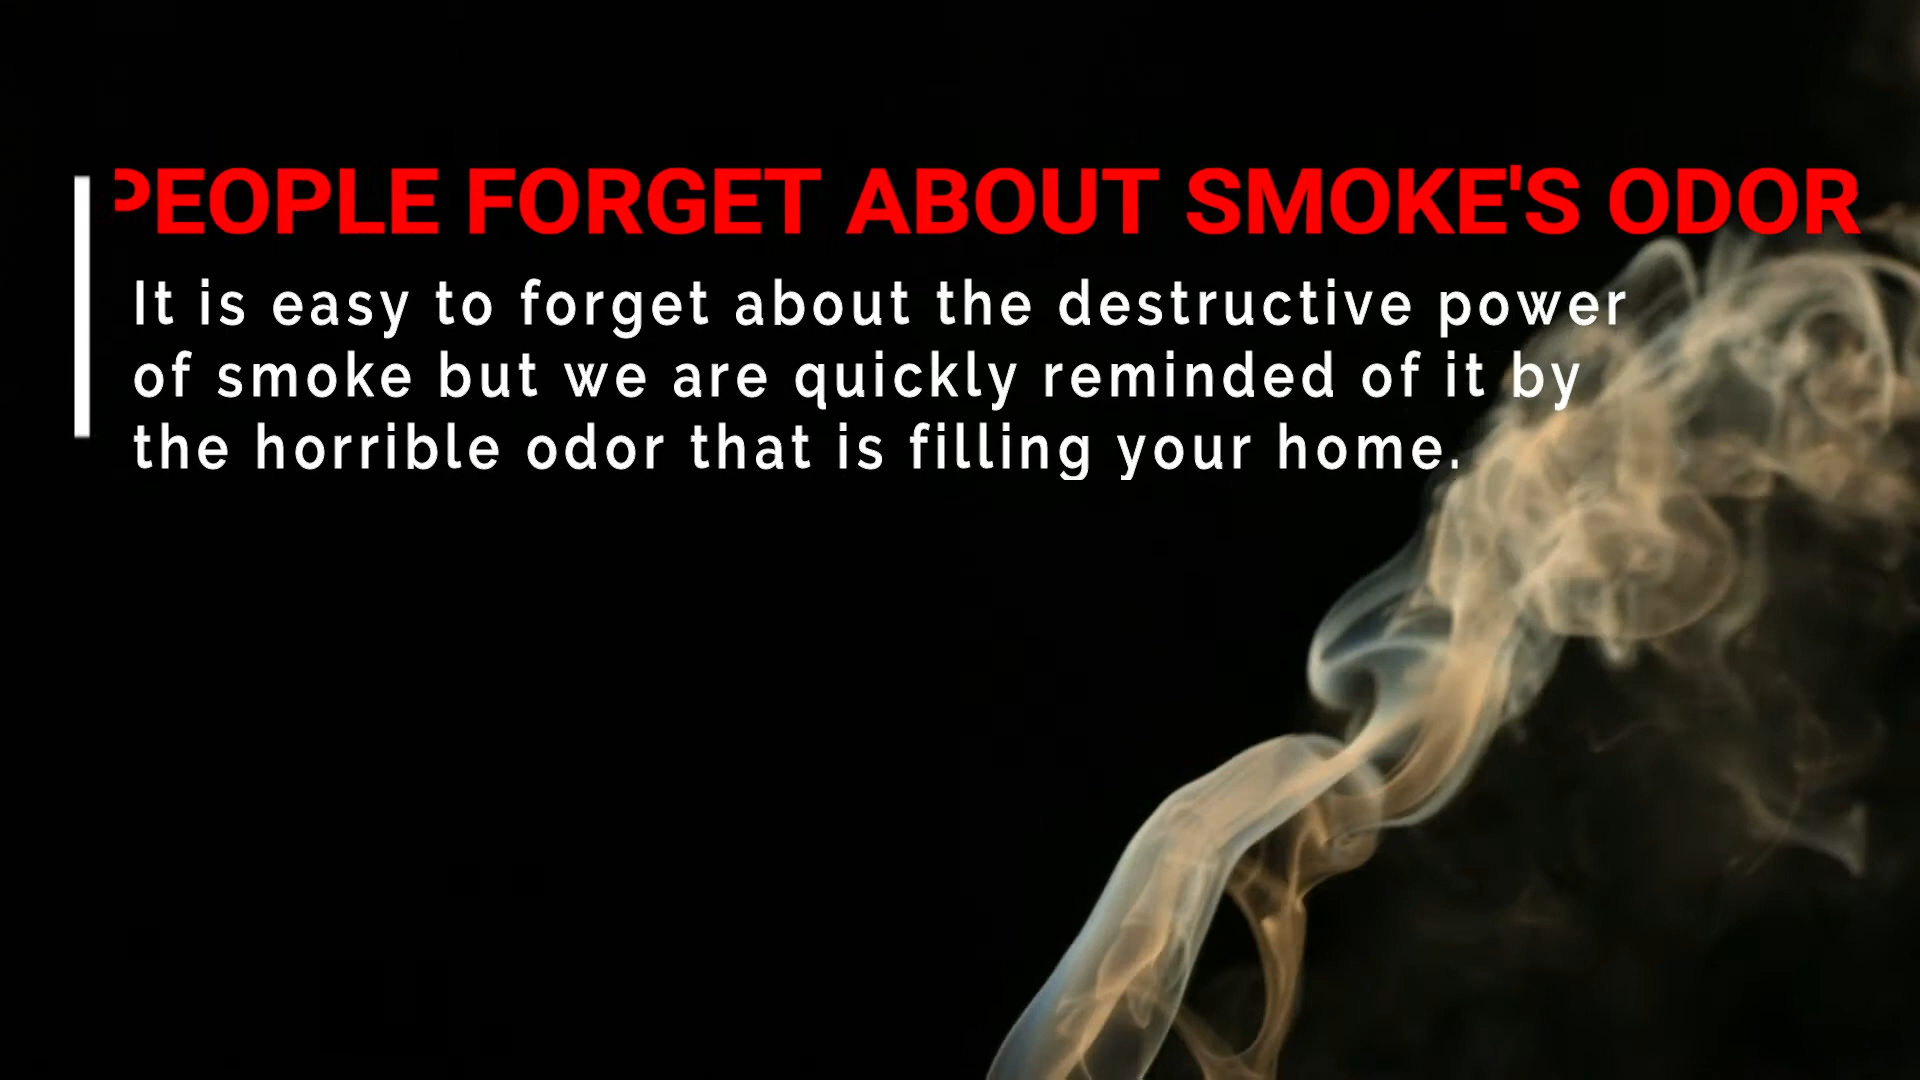 PEOPLE FORGET ABOUT SMOKE'S ODOR
It is easy to forget about the destructive power
of smoke but we are quickly reminded of it by
the horrible odor that is filling your home.